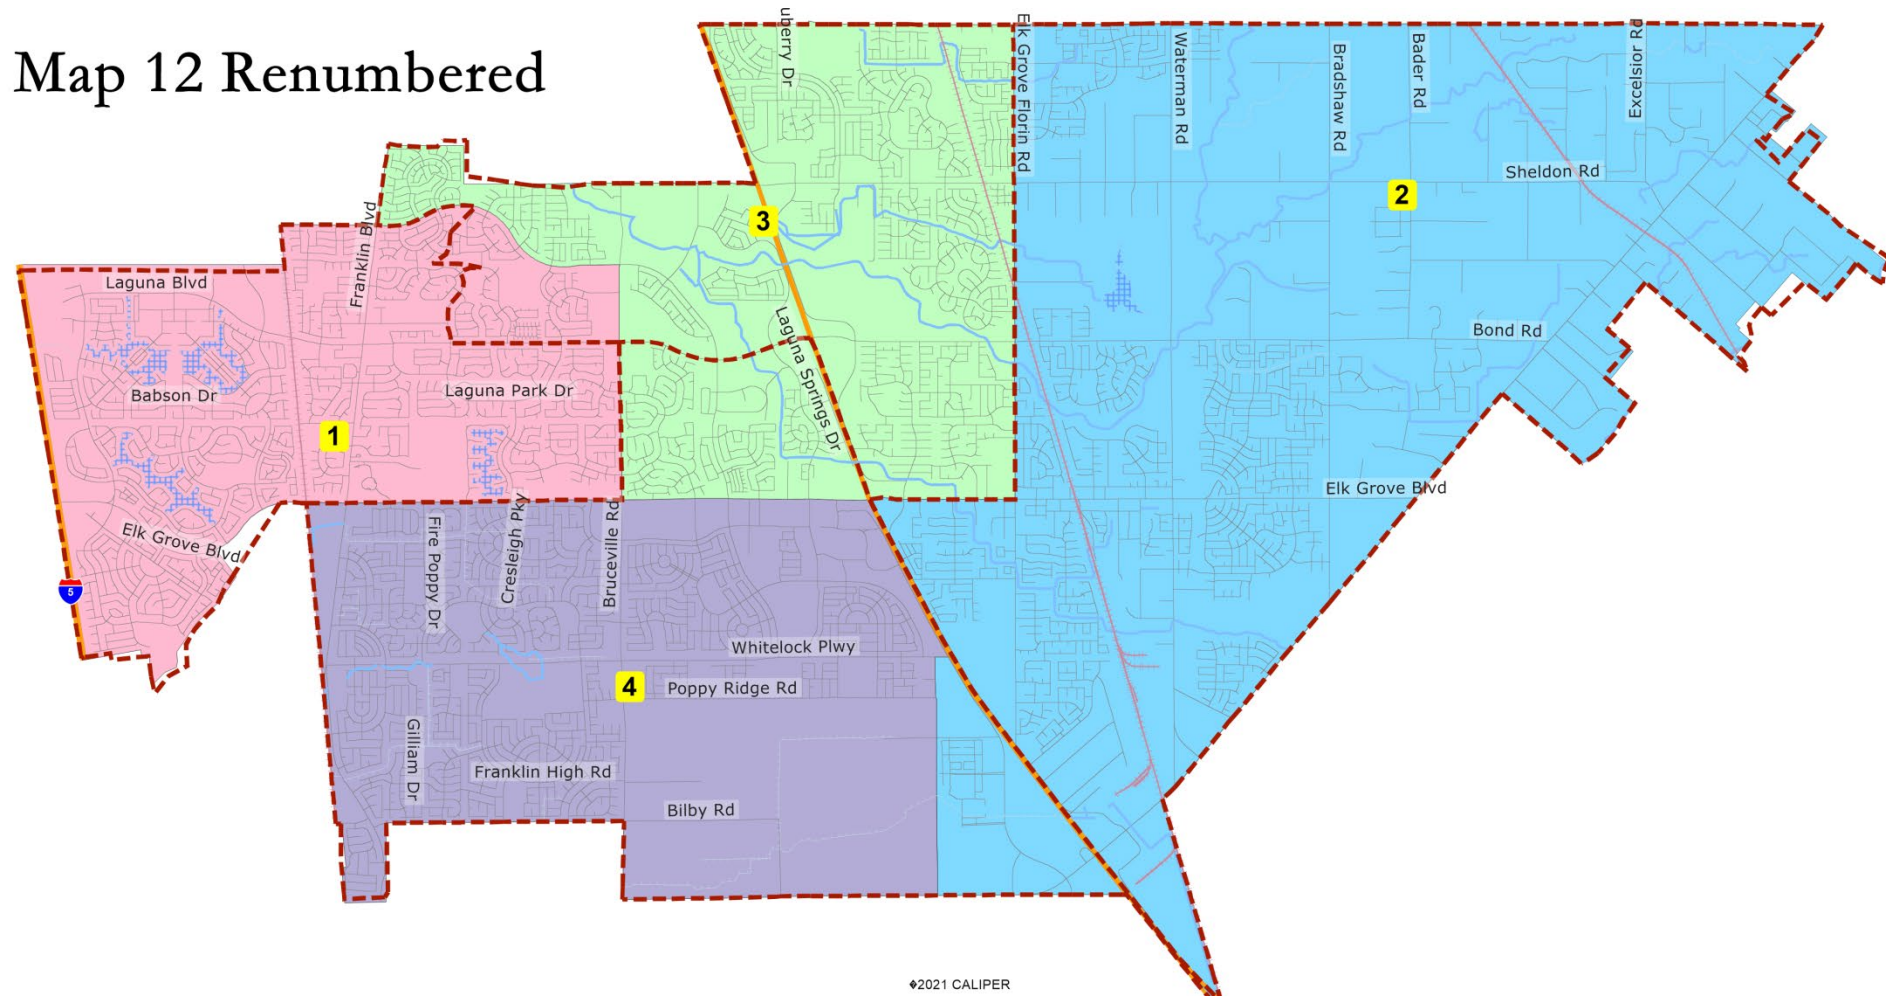 Map 12 Renumbered
uberry Dr
Elk Grove Florin Rd
Waterman Rd
Bradshaw Rd
Bader Rd
Excelsior Rd
Sheldon Rd
2
3
Franklin Blvd
Laguna Blvd
Bond Rd
Laguna Springs Dr
Babson Dr
Laguna Park Dr
1
Elk Grove Blvd
Elk Grove Blvd
5
Fire Poppy Dr
Cresleigh Pky
Bruceville Rd
Whitelock Plwy
4
Poppy Ridge Rd
Gilliam Dr
Franklin High Rd
Bilby Rd
�2021 CALIPER